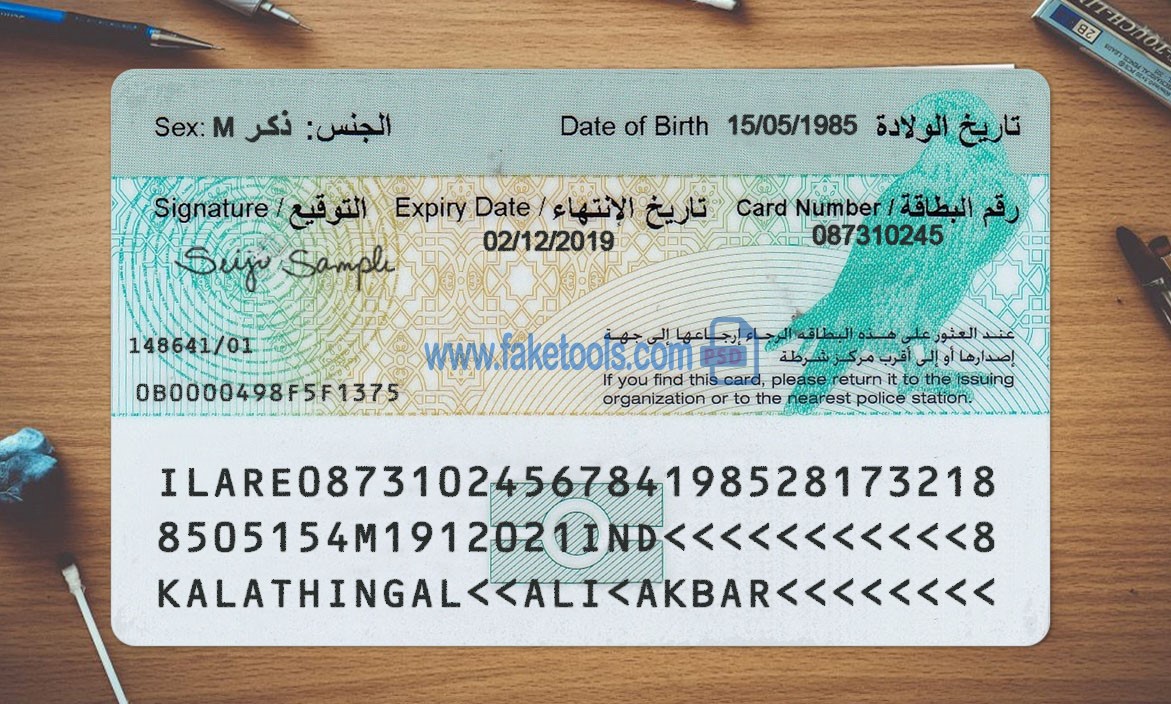 Sex: M ذكر الجنس:
Date of Birth 15/05/1985 تاريخ الولادة
Signature / التوقيع
Seiji Sample
Expiry Date / تاريخ الإنتهاء
02/12/2019
Card Number / رقم البطاقة
087310245
148641/01
www.faketools.com PSD
0B0000498F5F1375
عند العثور على هذه البطاقه الرجاء إرجاعها إلى جهة
إصدارها أو إلى أقرب مركز شرطة
If you find this card, please return it to the issuing
organization or to the nearest police station.
ILARE0873102456784198528173218
8505154M1912021IND<<<<<<<<<<<8
KALATHINGAL<<ALI<AKBAR<<<<<<<<
2B